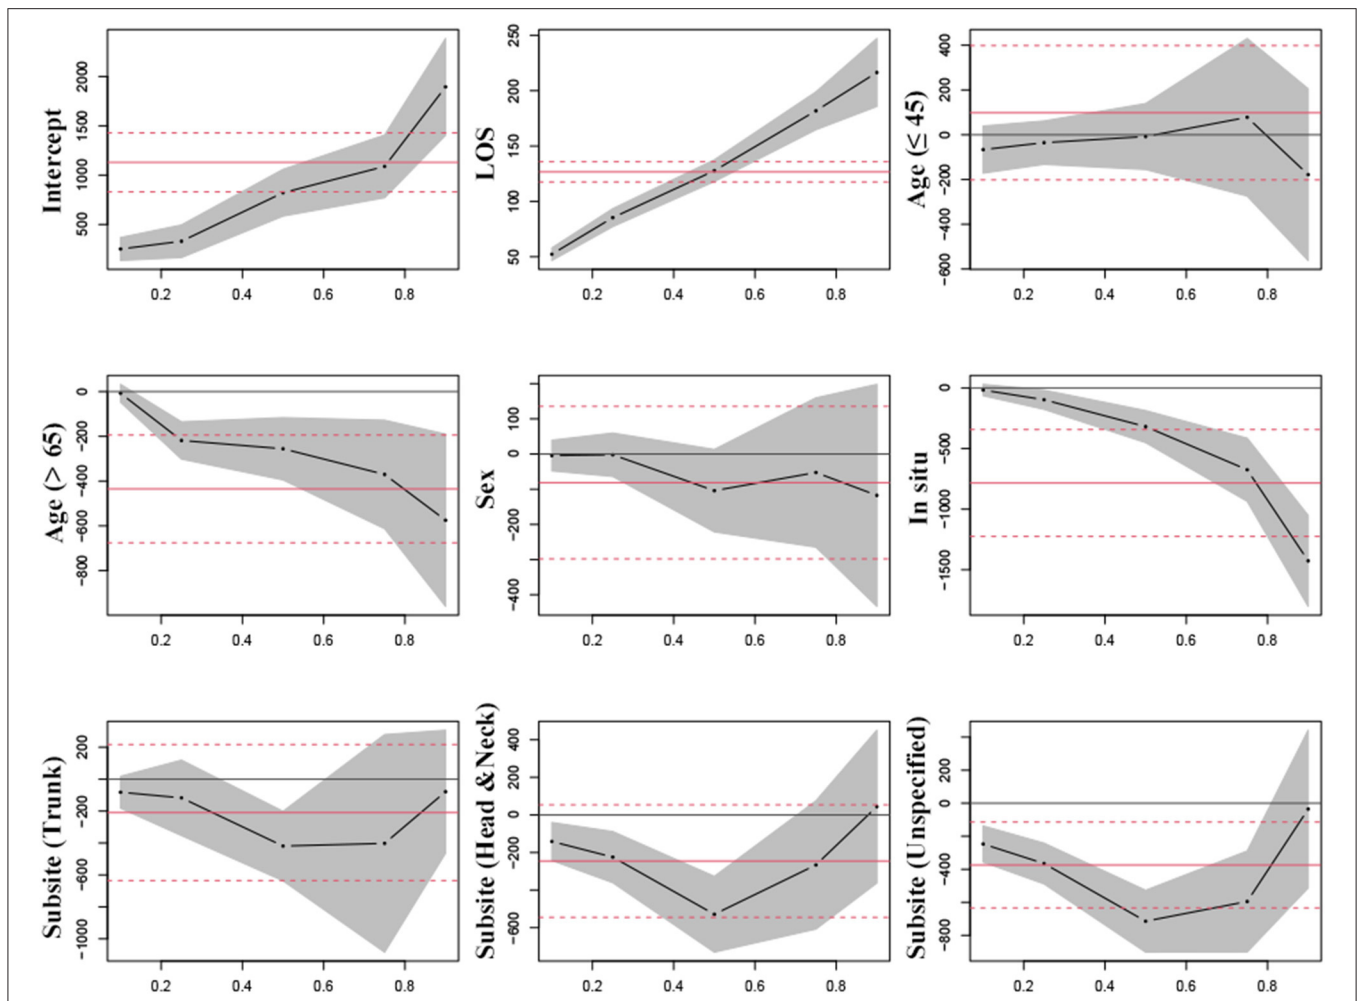 Intercept
500
1000
1500
2000
0.2 0.4 0.6 0.8
LOS
50
100
150
200
250
0.2 0.4 0.6 0.8
Age (≤ 45)
−600
−400
−200
0
200
400
0.2 0.4 0.6 0.8
Age (> 65)
−800
−600
−400
−200
0
0.2 0.4 0.6 0.8
Sex
−400
−200
0
100
0.2 0.4 0.6 0.8
In situ
−1500
−1000
−500
0
0.2 0.4 0.6 0.8
Subsite (Trunk)
−1000
−600
−200
200
0.2 0.4 0.6 0.8
Subsite (Head &Neck)
−600
−200
0
200
400
0.2 0.4 0.6 0.8
Subsite (Unspecified)
−800
−400
0
200
0.2 0.4 0.6 0.8